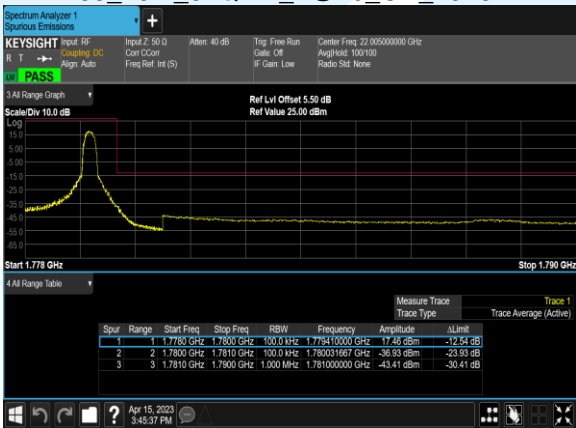 Spectrum Analyzer 1
Spurious Emissions
KEYSIGHT Input: RF
R T Coupling: DC
Align: Auto
Input Z: 50 Ω
Corr CCorr
Freq Ref: Int (S)
Atten: 40 dB
Trig: Free Run
Gate: Off
IF Gain: Low
Center Freq: 22.005000000 GHz
Avg|Hold: 100/100
Radio Std: None
PASS
3 All Range Graph
Ref Lvl Offset 5.50 dB
Scale/Div 10.0 dB
Ref Value 25.00 dBm
Log
15.0
5.00
-5.00
-15.0
-25.0
-35.0
-45.0
-55.0
-65.0
Start 1.778 GHz
Stop 1.790 GHz
4 All Range Table
Measure Trace Trace 1
Trace Type Trace Average (Active)
Spur Range Start Freq Stop Freq RBW Frequency Amplitude ΔLimit
1 1 1.7780 GHz 1.7800 GHz 100.0 kHz 1.779410000 GHz 17.46 dBm -12.54 dB
2 2 1.7800 GHz 1.7810 GHz 100.0 kHz 1.780031667 GHz -36.93 dBm -23.93 dB
3 3 1.7810 GHz 1.7900 GHz 1.000 MHz 1.781000000 GHz -43.41 dBm -30.41 dB
Apr 15, 2023
3:45:37 PM